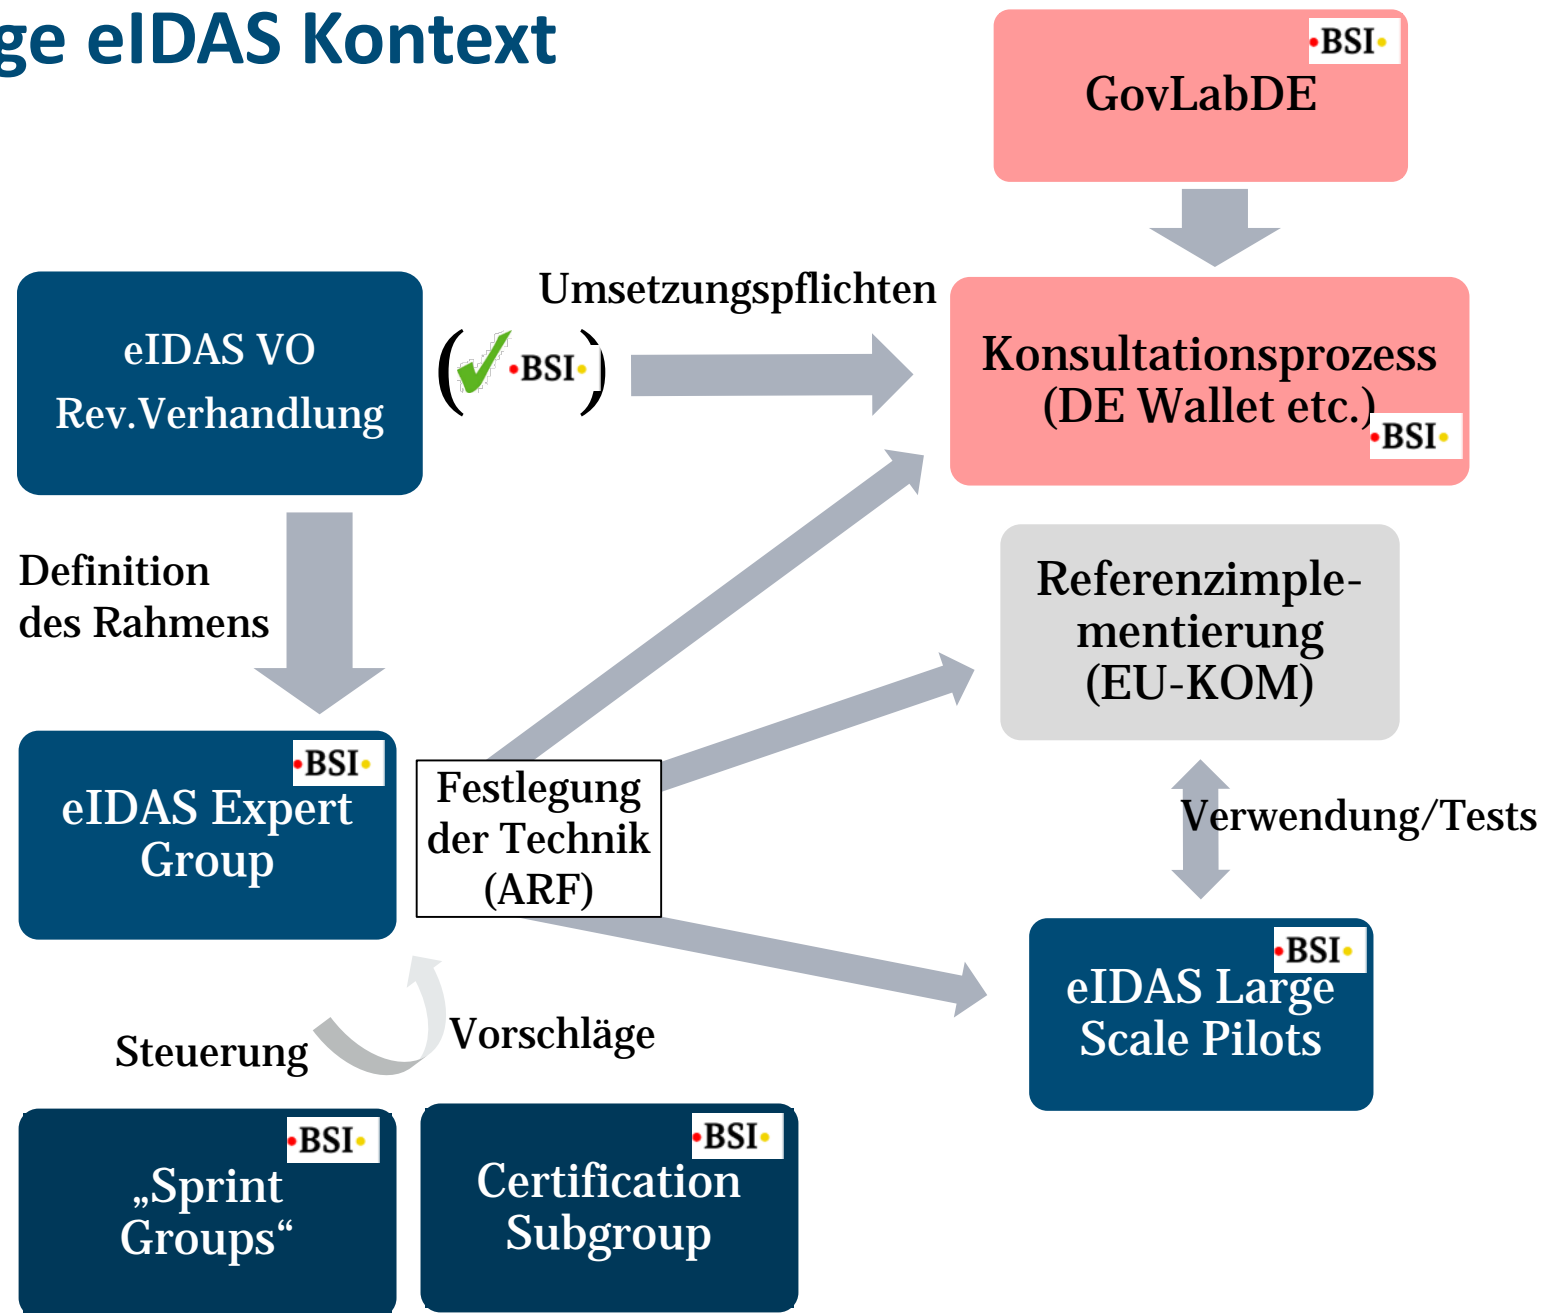 eIDAS Kontext
•BSI•
GovLabDE
Umsetzungspflichten
eIDAS VO
Rev.Verhandlung
( •BSI• )
Konsultationsprozess
(DE Wallet etc.)
•BSI•
Definition
des Rahmens
Referenzimple-
mentierung
(EU-KOM)
•BSI•
eIDAS Expert
Group
Festlegung
der Technik
(ARF)
Verwendung/Tests
•BSI•
eIDAS Large
Scale Pilots
Steuerung
Vorschläge
•BSI•
„Sprint
Groups“
•BSI•
Certification
Subgroup